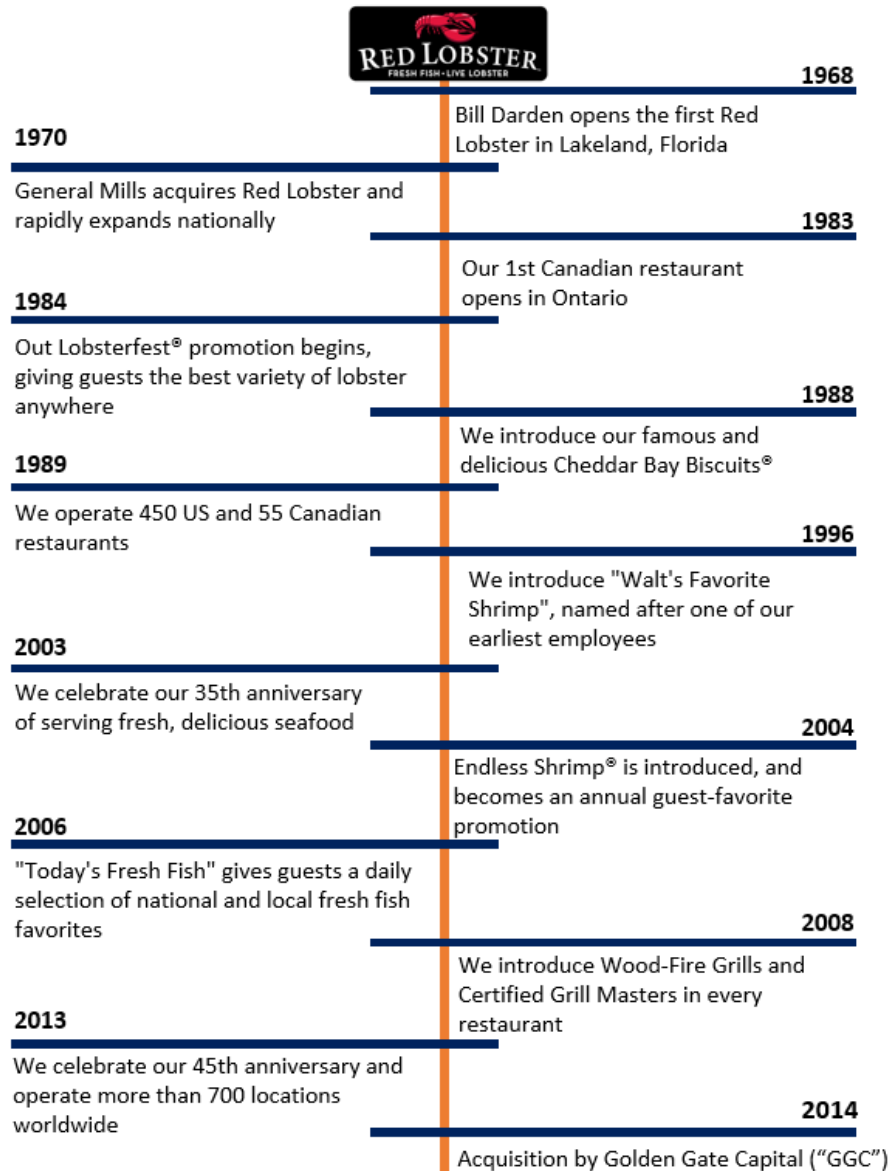 RED LOBSTER
FRESH FISH • LIVE LOBSTER
1968
Bill Darden opens the first Red
Lobster in Lakeland, Florida
1970
General Mills acquires Red Lobster and
rapidly expands nationally
1983
Our 1st Canadian restaurant
opens in Ontario
1984
Out Lobsterfest® promotion begins,
giving guests the best variety of lobster
anywhere
1988
We introduce our famous and
delicious Cheddar Bay Biscuits®
1989
We operate 450 US and 55 Canadian
restaurants
1996
We introduce "Walt's Favorite
Shrimp", named after one of our
earliest employees
2003
We celebrate our 35th anniversary
of serving fresh, delicious seafood
2004
Endless Shrimp® is introduced, and
becomes an annual guest-favorite
promotion
2006
"Today's Fresh Fish" gives guests a daily
selection of national and local fresh fish
favorites
2008
We introduce Wood-Fire Grills and
Certified Grill Masters in every
restaurant
2013
We celebrate our 45th anniversary and
operate more than 700 locations
worldwide
2014
Acquisition by Golden Gate Capital (“GGC”)